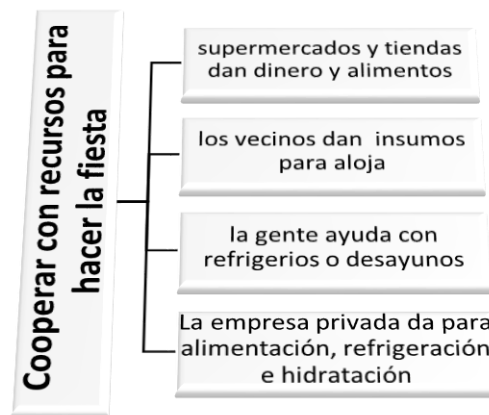 Cooperar con recursos para
hacer la fiesta
supermercados y tiendas
dan dinero y alimentos
los vecinos dan insumos
para aloja
la gente ayuda con
refrigerios o desayunos
La empresa privada da para
alimentación, refrigeración
e hidratación